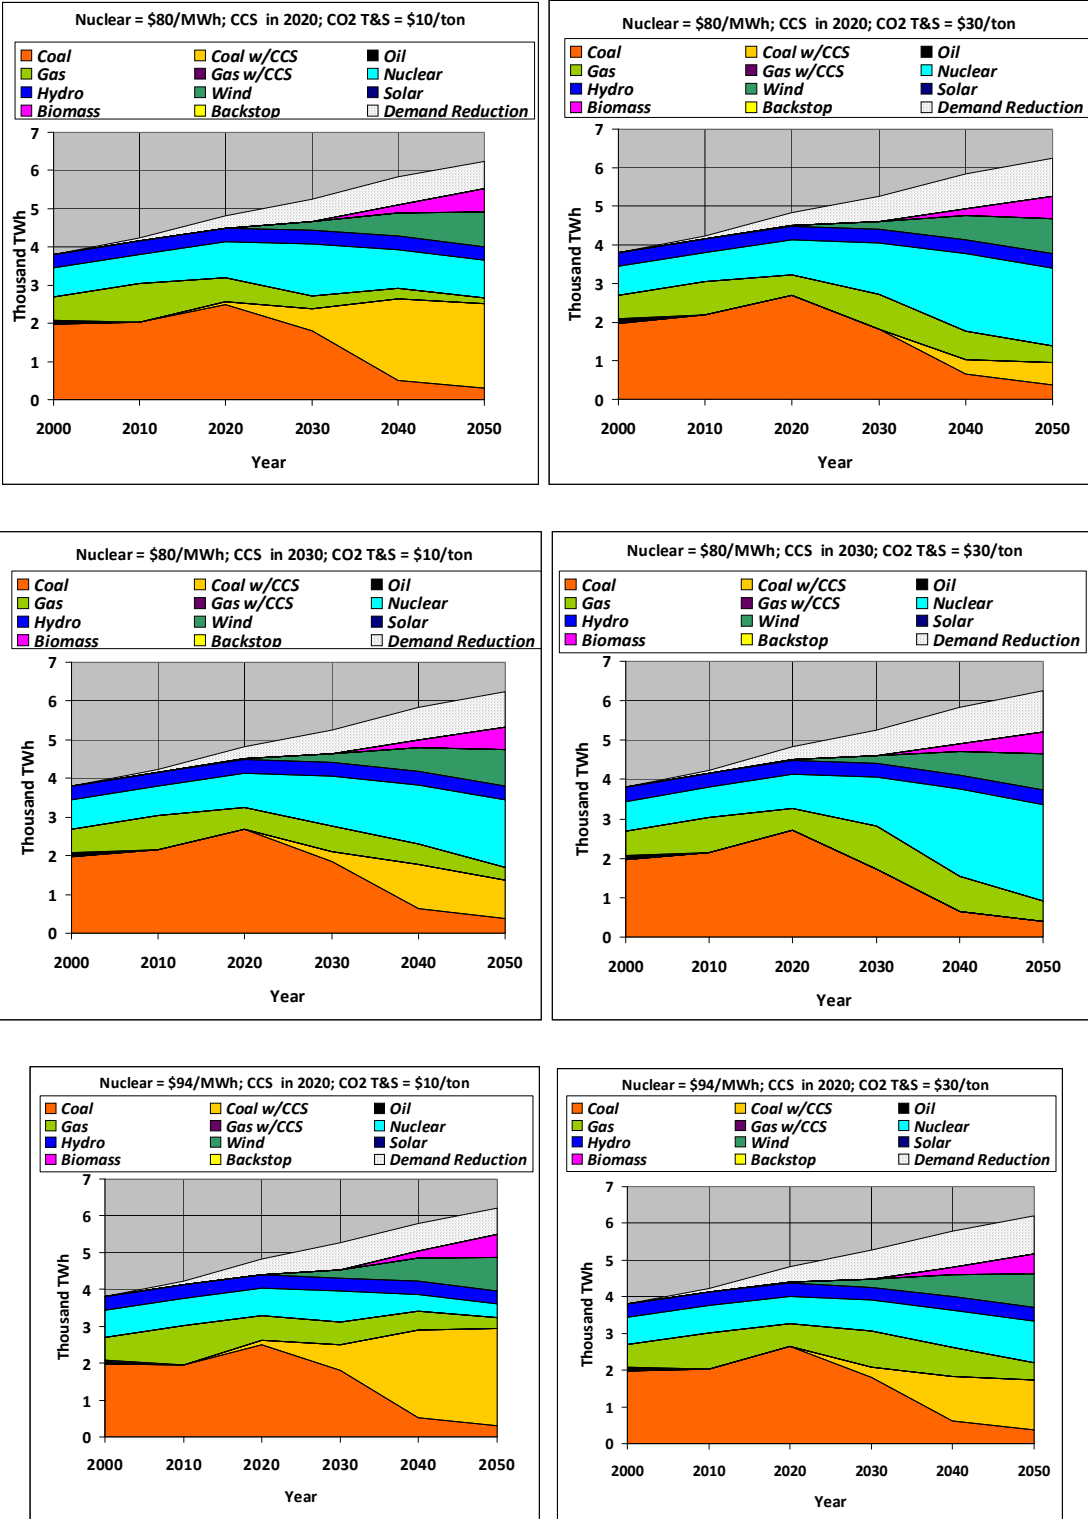 Nuclear = $80/MWh; CCS in 2020; CO2 T&S = $10/ton
Coal Coal w/CCS Oil
Gas Gas w/CCS Nuclear
Hydro Wind Solar
Biomass Backstop Demand Reduction
7
6
5
4
3
2
1
0
Thousand TWh
2000 2010 2020 2030 2040 2050
Year
Nuclear = $80/MWh; CCS in 2020; CO2 T&S = $30/ton
Coal Coal w/CCS Oil
Gas Gas w/CCS Nuclear
Hydro Wind Solar
Biomass Backstop Demand Reduction
7
6
5
4
3
2
1
0
Thousand TWh
2000 2010 2020 2030 2040 2050
Year
Nuclear = $80/MWh; CCS in 2030; CO2 T&S = $10/ton
Coal Coal w/CCS Oil
Gas Gas w/CCS Nuclear
Hydro Wind Solar
Biomass Backstop Demand Reduction
7
6
5
4
3
2
1
0
Thousand TWh
2000 2010 2020 2030 2040 2050
Year
Nuclear = $80/MWh; CCS in 2030; CO2 T&S = $30/ton
Coal Coal w/CCS Oil
Gas Gas w/CCS Nuclear
Hydro Wind Solar
Biomass Backstop Demand Reduction
7
6
5
4
3
2
1
0
Thousand TWh
2000 2010 2020 2030 2040 2050
Year
Nuclear = $94/MWh; CCS in 2020; CO2 T&S = $10/ton
Coal Coal w/CCS Oil
Gas Gas w/CCS Nuclear
Hydro Wind Solar
Biomass Backstop Demand Reduction
7
6
5
4
3
2
1
0
Thousand TWh
2000 2010 2020 2030 2040 2050
Year
Nuclear = $94/MWh; CCS in 2020; CO2 T&S = $30/ton
Coal Coal w/CCS Oil
Gas Gas w/CCS Nuclear
Hydro Wind Solar
Biomass Backstop Demand Reduction
7
6
5
4
3
2
1
0
Thousand TWh
2000 2010 2020 2030 2040 2050
Year